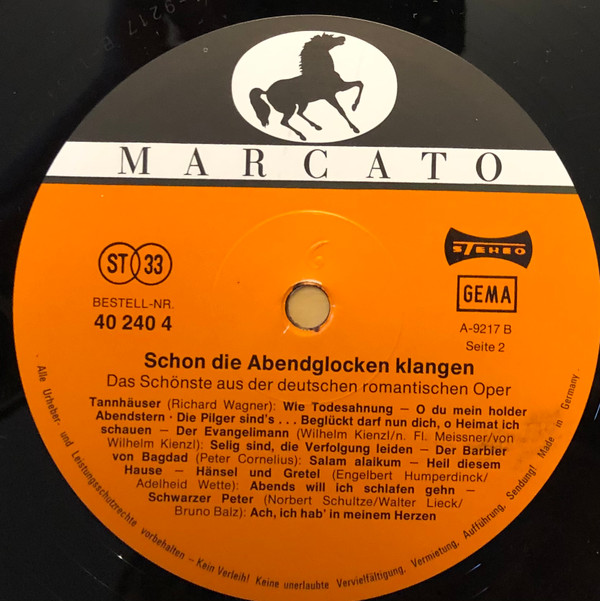 MARCATO
ST 33
STEREO
BESTELL-NR.
40 240 4
GEMA
A-9217 B
Seite 2
Schon die Abendglocken klangen
Das Schönste aus der deutschen romantischen Oper
Tannhäuser (Richard Wagner): Wie Todesahnung – O du mein holder
Abendstern · Die Pilger sind's . . . Beglückt darf nun dich, o Heimat ich
schauen – Der Evangelimann (Wilhelm Kienzl/n. Fl. Meissner/von
Wilhelm Kienzl): Selig sind, die Verfolgung leiden – Der Barbier
von Bagdad (Peter Cornelius): Salam alaikum – Heil diesem
Hause – Hänsel und Gretel (Engelbert Humperdinck/
Adelheid Wette): Abends will ich schlafen gehn –
Schwarzer Peter (Norbert Schultze/Walter Lieck/
Bruno Balz): Ach, ich hab' in meinem Herzen
Alle Urheber- und Leistungsschutzrechte vorbehalten – Kein Verleih! Keine unerlaubte Vervielfältigung, Vermietung, Aufführung, Sendung! Made in Germany